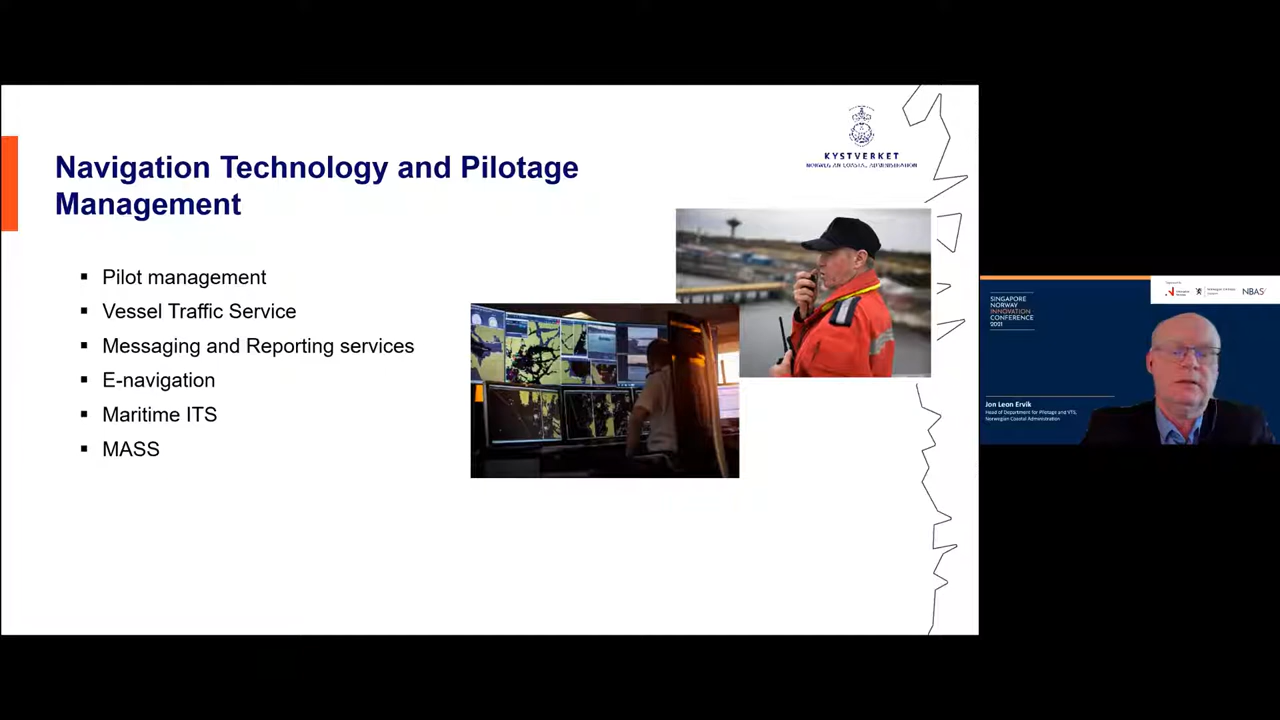 Navigation Technology and Pilotage
Management
KYSTVERKET
NORWEGIAN COASTAL ADMINISTRATION
▪ Pilot management
▪ Vessel Traffic Service
▪ Messaging and Reporting services
▪ E-navigation
▪ Maritime ITS
▪ MASS
SINGAPORE
NORWAY
INNOVATION
CONFERENCE
2021
NBAS
Jon Leon Ervik
Head of Department for Pilotage and VTS,
Norwegian Coastal Administration